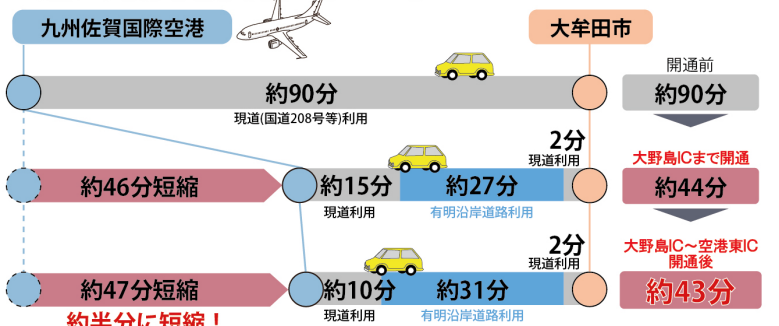 九州佐賀国際空港
大牟田市
開通前
約90分
現道(国道208号等)利用
約90分
2分
現道利用
大野島ICまで開通
約46分短縮
約15分
約27分
約44分
現道利用
有明沿岸道路利用
2分
現道利用
大野島IC～空港東IC
開通後
約47分短縮
約10分
約31分
約43分
現道利用
有明沿岸道路利用
約半分に短縮！